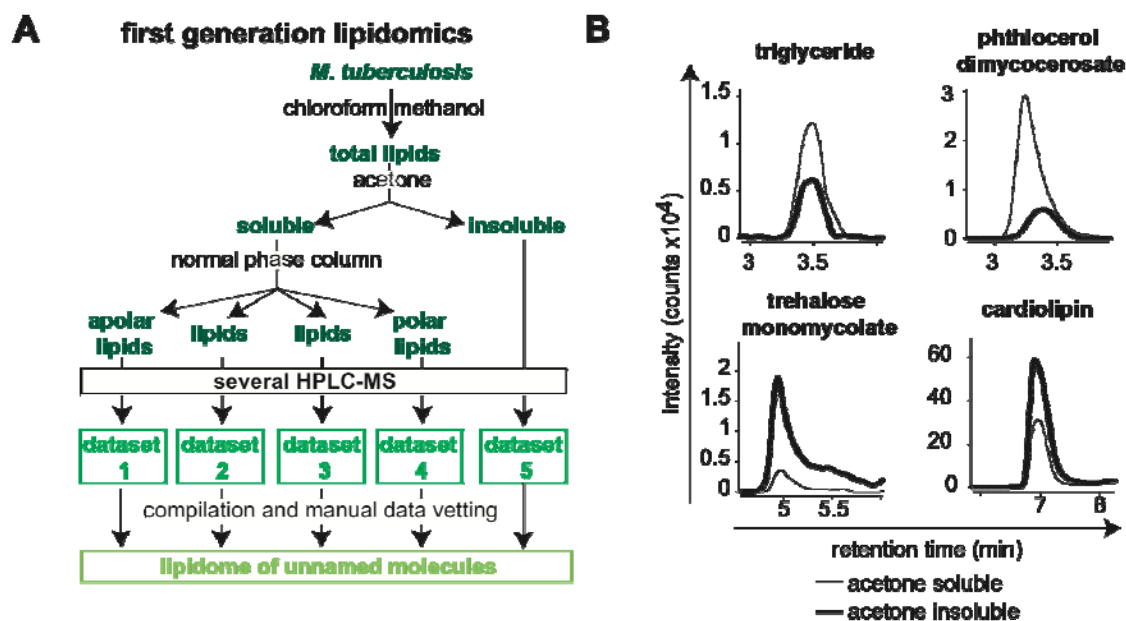 A
first generation lipidomics
M. tuberculosis
chloroform methanol
total lipids
acetone
soluble
insoluble
normal phase column
apolar
lipids
lipids
lipids
polar
lipids
several HPLC-MS
dataset
1
dataset
2
dataset
3
dataset
4
dataset
5
compilation and manual data vetting
lipidome of unnamed molecules
B
Intensity (counts x10⁴)
triglyceride
1.5
1
0.5
0
3
3.5
phthiocerol
dimycocerosate
3
2
1
0
3
3.5
trehalose
monomycolate
2
1.5
1
0.5
0
5
5.5
cardiolipin
60
40
20
0
7
8
retention time (min)
acetone soluble
acetone insoluble